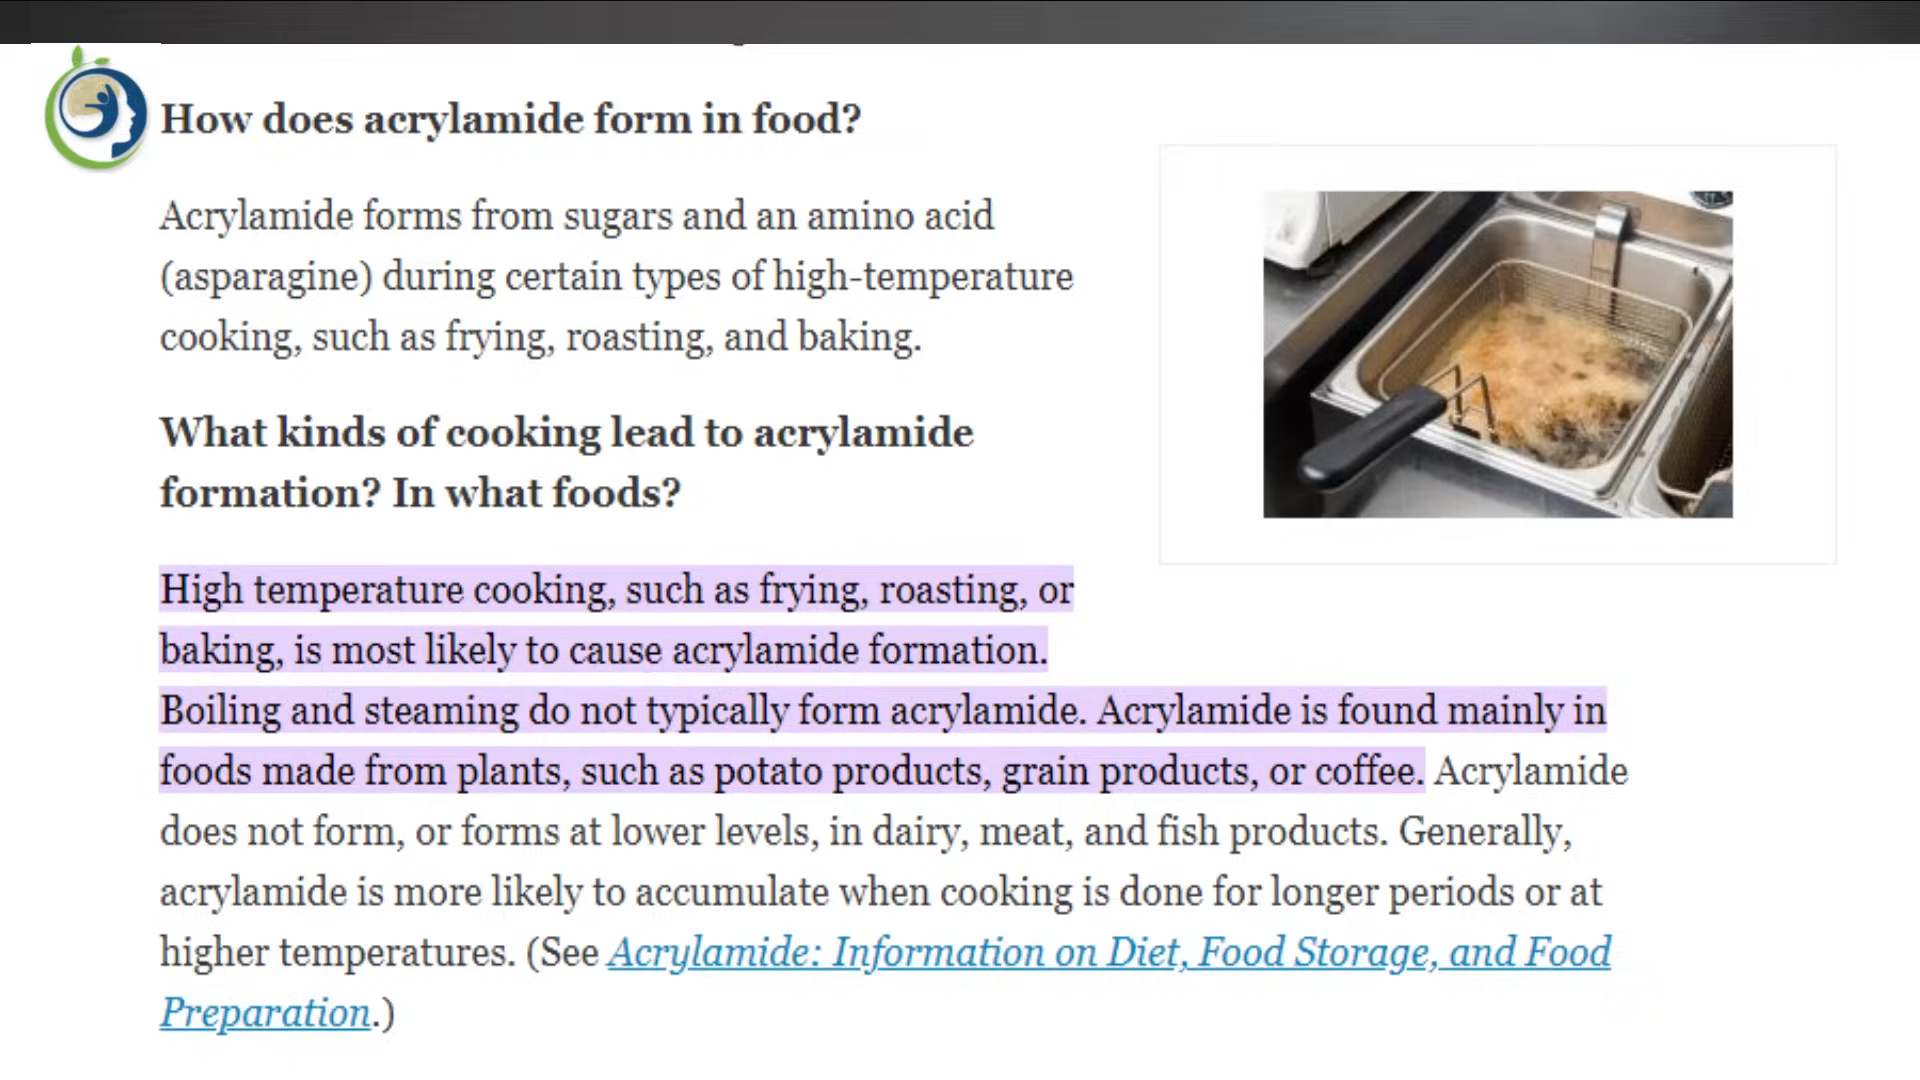 How does acrylamide form in food?
Acrylamide forms from sugars and an amino acid
(asparagine) during certain types of high-temperature
cooking, such as frying, roasting, and baking.
What kinds of cooking lead to acrylamide
formation? In what foods?
High temperature cooking, such as frying, roasting, or
baking, is most likely to cause acrylamide formation.
Boiling and steaming do not typically form acrylamide. Acrylamide is found mainly in
foods made from plants, such as potato products, grain products, or coffee. Acrylamide
does not form, or forms at lower levels, in dairy, meat, and fish products. Generally,
acrylamide is more likely to accumulate when cooking is done for longer periods or at
higher temperatures. (See Acrylamide: Information on Diet, Food Storage, and Food
Preparation.)